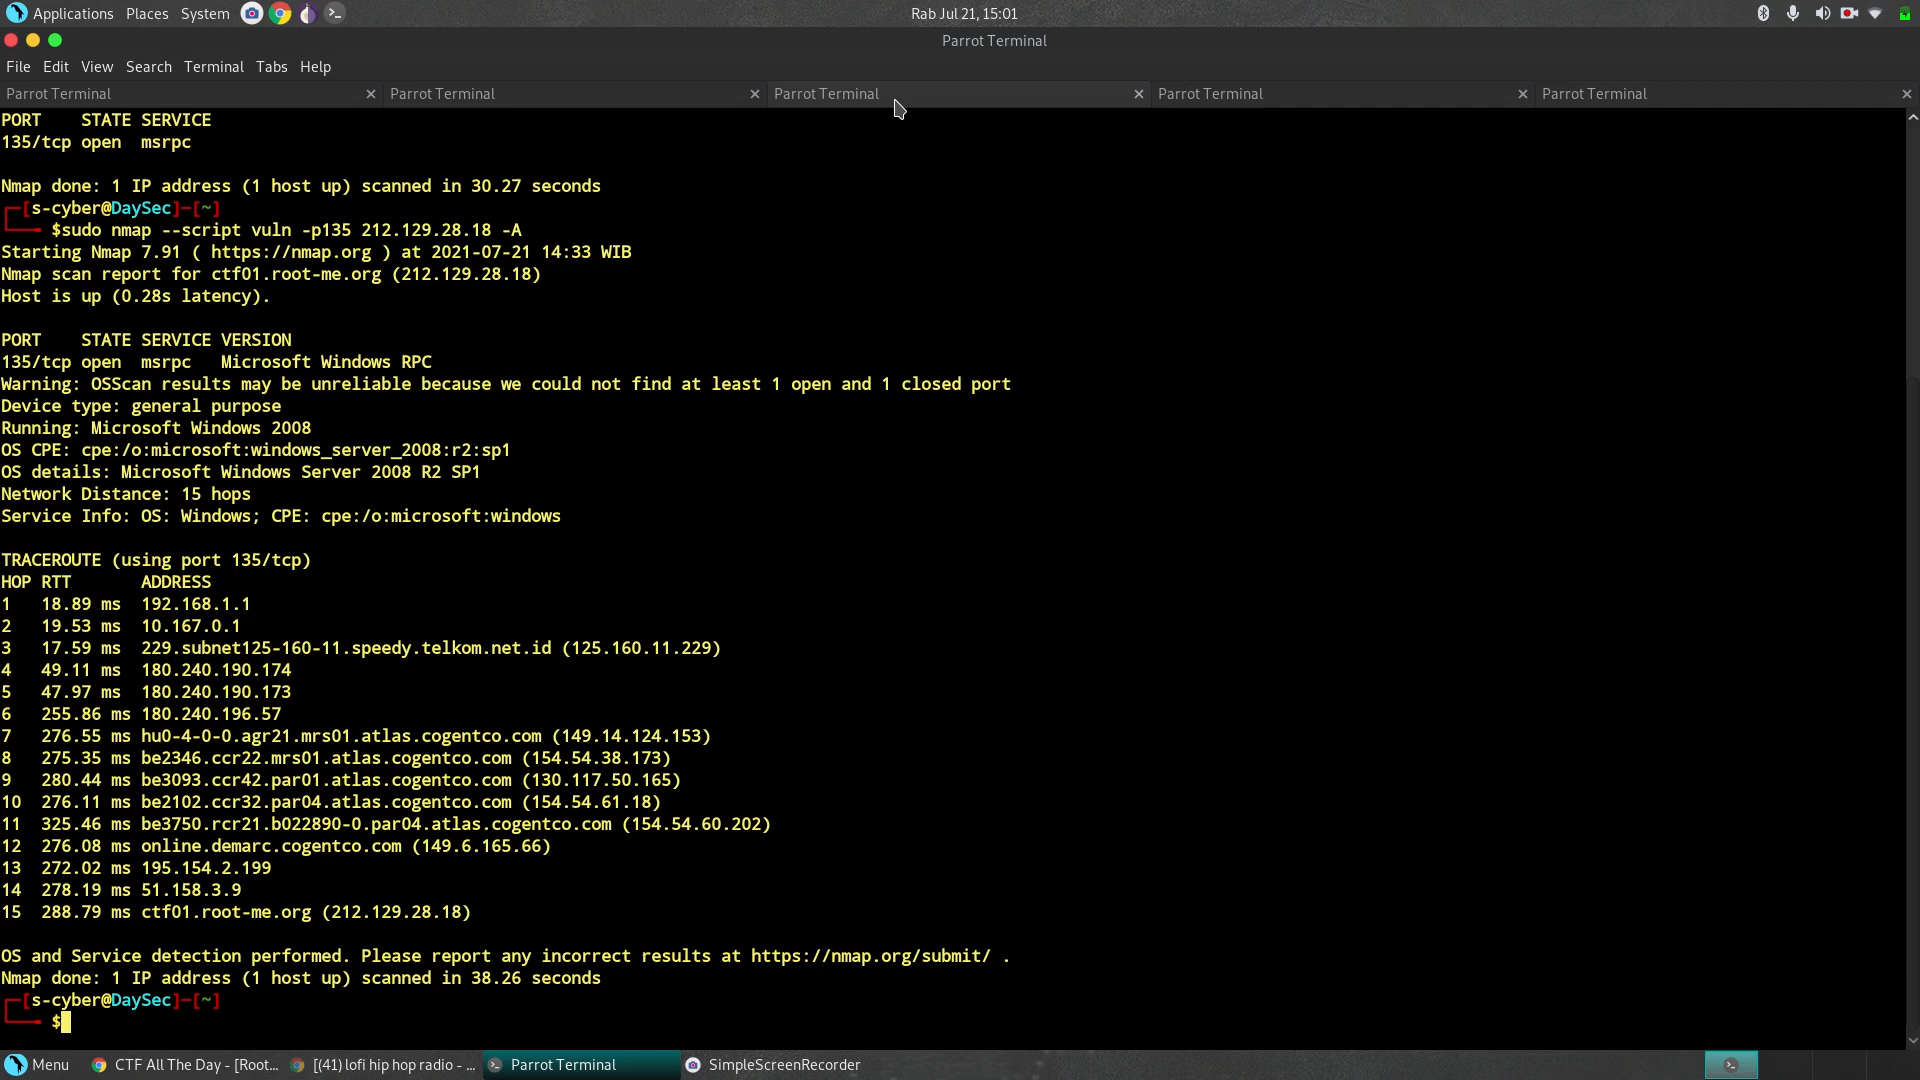 Applications Places System
Rab Jul 21, 15:01
Parrot Terminal
File Edit View Search Terminal Tabs Help
Parrot Terminal
Parrot Terminal
Parrot Terminal
Parrot Terminal
Parrot Terminal
PORT    STATE SERVICE
135/tcp open  msrpc
Nmap done: 1 IP address (1 host up) scanned in 30.27 seconds
[s-cyber@DaySec]-[~]
$sudo nmap --script vuln -p135 212.129.28.18 -A
Starting Nmap 7.91 ( https://nmap.org ) at 2021-07-21 14:33 WIB
Nmap scan report for ctf01.root-me.org (212.129.28.18)
Host is up (0.28s latency).
PORT    STATE SERVICE VERSION
135/tcp open  msrpc   Microsoft Windows RPC
Warning: OSScan results may be unreliable because we could not find at least 1 open and 1 closed port
Device type: general purpose
Running: Microsoft Windows 2008
OS CPE: cpe:/o:microsoft:windows_server_2008:r2:sp1
OS details: Microsoft Windows Server 2008 R2 SP1
Network Distance: 15 hops
Service Info: OS: Windows; CPE: cpe:/o:microsoft:windows
TRACEROUTE (using port 135/tcp)
HOP RTT       ADDRESS
1   18.89 ms  192.168.1.1
2   19.53 ms  10.167.0.1
3   17.59 ms  229.subnet125-160-11.speedy.telkom.net.id (125.160.11.229)
4   49.11 ms  180.240.190.174
5   47.97 ms  180.240.190.173
6   255.86 ms 180.240.196.57
7   276.55 ms hu0-4-0-0.agr21.mrs01.atlas.cogentco.com (149.14.124.153)
8   275.35 ms be2346.ccr22.mrs01.atlas.cogentco.com (154.54.38.173)
9   280.44 ms be3093.ccr42.par01.atlas.cogentco.com (130.117.50.165)
10  276.11 ms be2102.ccr32.par04.atlas.cogentco.com (154.54.61.18)
11  325.46 ms be3750.rcr21.b022890-0.par04.atlas.cogentco.com (154.54.60.202)
12  276.08 ms online.demarc.cogentco.com (149.6.165.66)
13  272.02 ms 195.154.2.199
14  278.19 ms 51.158.3.9
15  288.79 ms ctf01.root-me.org (212.129.28.18)
OS and Service detection performed. Please report any incorrect results at https://nmap.org/submit/ .
Nmap done: 1 IP address (1 host up) scanned in 38.26 seconds
[s-cyber@DaySec]-[~]
$
Menu
CTF All The Day - [Root...
[(41) lofi hip hop radio - ...
Parrot Terminal
SimpleScreenRecorder